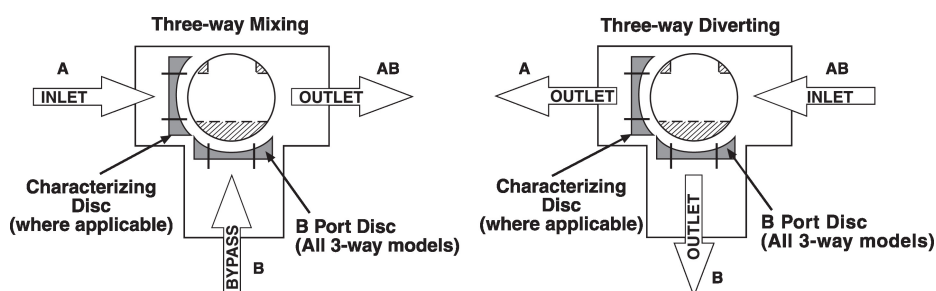 Three-way Mixing
A
INLET
AB
OUTLET
Characterizing
Disc
(where applicable)
B Port Disc
(All 3-way models)
BYPASS
B
Three-way Diverting
A
OUTLET
AB
INLET
Characterizing
Disc
(where applicable)
B Port Disc
(All 3-way models)
OUTLET
B